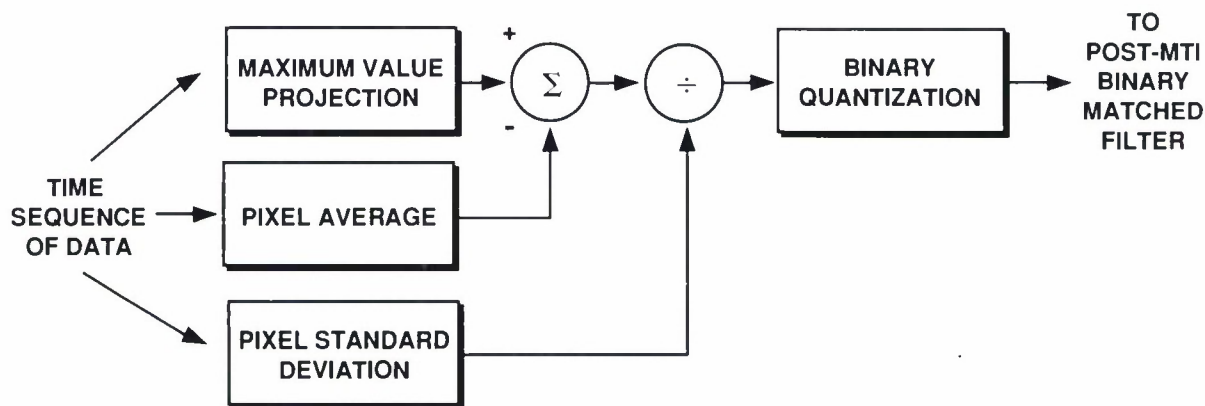 TIME
SEQUENCE
OF DATA
MAXIMUM VALUE
PROJECTION
PIXEL AVERAGE
PIXEL STANDARD
DEVIATION
+
-
Σ
÷
BINARY
QUANTIZATION
TO
POST-MTI
BINARY
MATCHED
FILTER